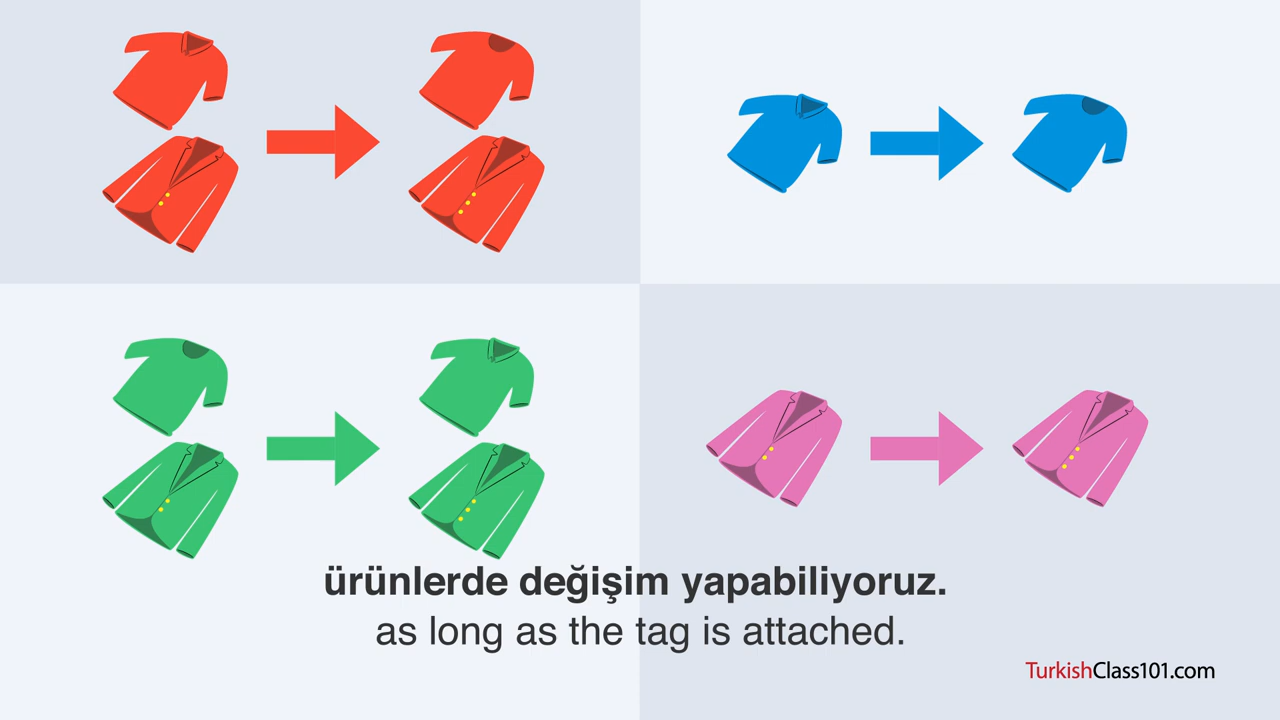 ürünlerde değişim yapabiliyoruz.
as long as the tag is attached.
TurkishClass101.com